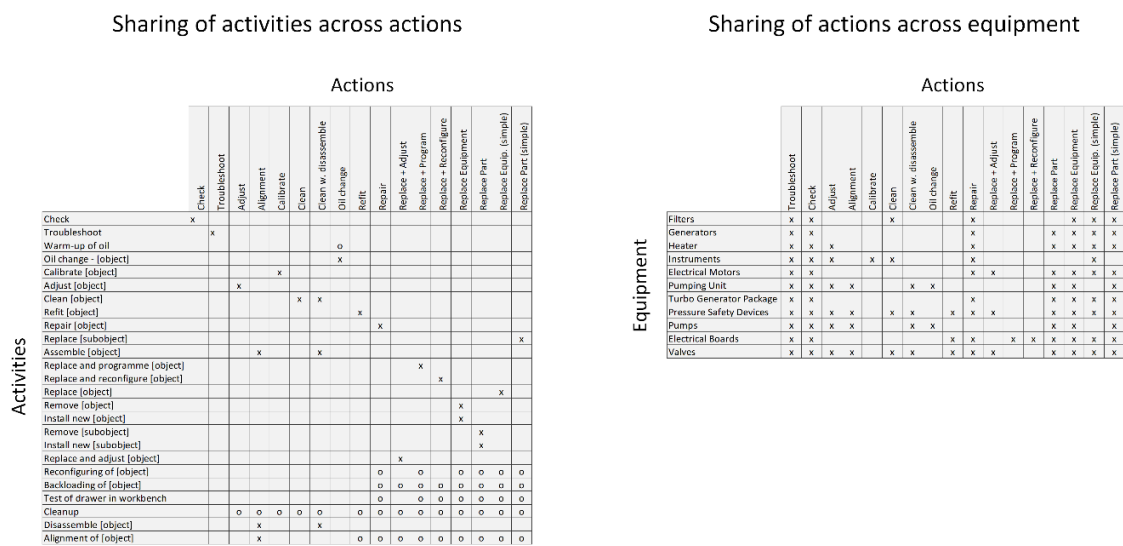 Sharing of activities across actions
Actions
Check
Troubleshoot
Adjust
Alignment
Calibrate
Clean
Clean w. disassemble
Oil change
Refit
Repair
Replace + Adjust
Replace + Program
Replace + Reconfigure
Replace Equipment
Replace Part
Replace Equip. (simple)
Replace Part (simple)
Activities
Check x
Troubleshoot x
Warm-up of oil o
Oil change - [object] x
Calibrate [object] x
Adjust [object] x
Clean [object] x x
Refit [object] x
Repair [object] x
Replace [subobject] x
Assemble [object] x x
Replace and programme [object] x
Replace and reconfigure [object] x
Replace [object] x
Remove [object] x
Install new [object] x
Remove [subobject] x
Install new [subobject] x
Replace and adjust [object] x
Reconfiguring of [object] o o o o o o
Backloading of [object] o o o o o o o o
Test of drawer in workbench o o o o o o o
Cleanup o o o o o o o o o o o o o o
Disassemble [object] x x
Alignment of [object] x o o o o o o o o o
Sharing of actions across equipment
Actions
Troubleshoot
Check
Adjust
Alignment
Calibrate
Clean
Clean w. disassemble
Oil change
Refit
Repair
Replace + Adjust
Replace + Program
Replace + Reconfigure
Replace Part
Replace Equipment
Replace Equip. (simple)
Replace Part (simple)
Equipment
Filters x x x x x x x
Generators x x x x x x x
Heater x x x x x x x x
Instruments x x x x x x x
Electrical Motors x x x x x x x x
Pumping Unit x x x x x x x x x
Turbo Generator Package x x x x x x x
Pressure Safety Devices x x x x x x x x x x x x x
Pumps x x x x x x x x x
Electrical Boards x x x x x x x x x x
Valves x x x x x x x x x x x x x